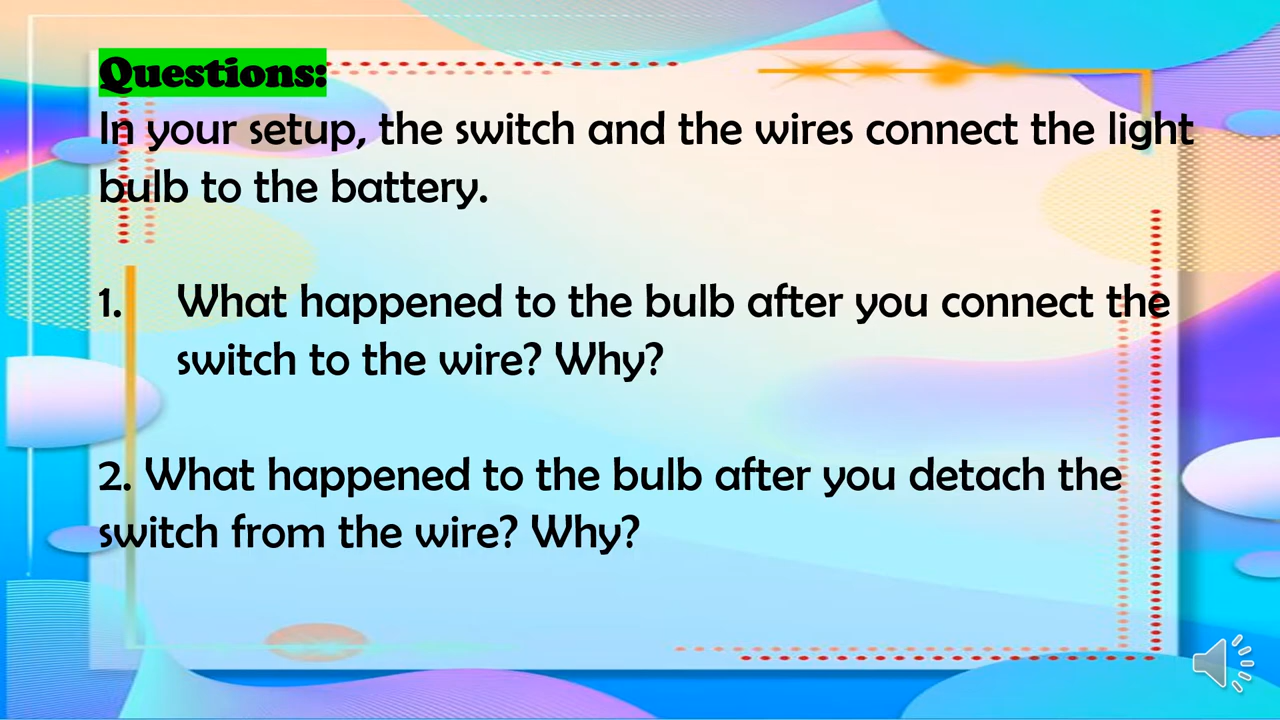 Questions:
In your setup, the switch and the wires connect the light
bulb to the battery.
1. What happened to the bulb after you connect the
switch to the wire? Why?
2. What happened to the bulb after you detach the
switch from the wire? Why?